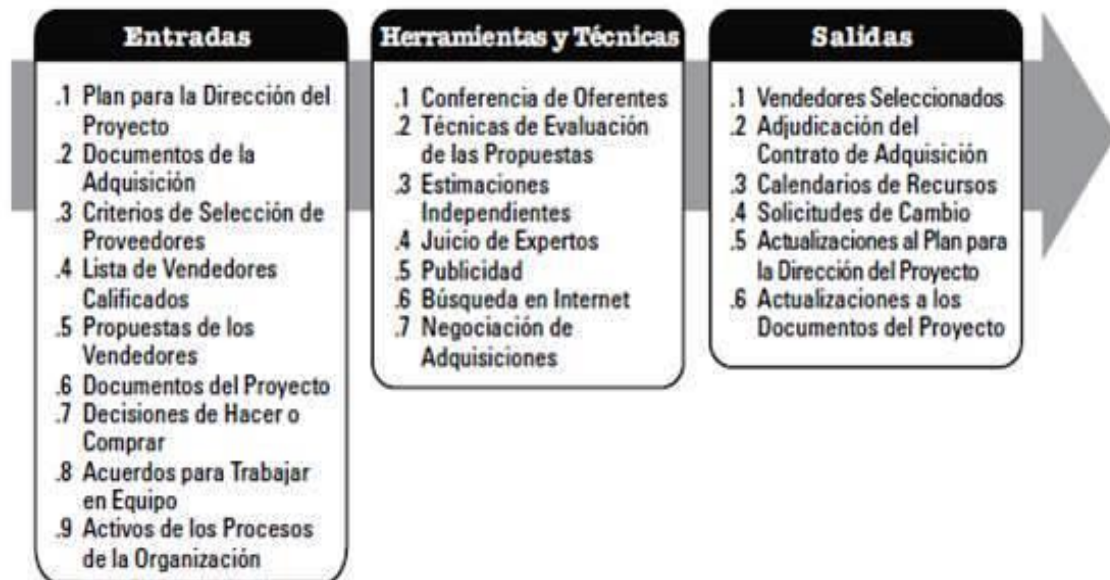 Entradas
.1 Plan para la Dirección del
Proyecto
.2 Documentos de la
Adquisición
.3 Criterios de Selección de
Proveedores
.4 Lista de Vendedores
Calificados
.5 Propuestas de los
Vendedores
.6 Documentos del Proyecto
.7 Decisiones de Hacer o
Comprar
.8 Acuerdos para Trabajar
en Equipo
.9 Activos de los Procesos
de la Organización
Herramientas y Técnicas
.1 Conferencia de Oferentes
.2 Técnicas de Evaluación
de las Propuestas
.3 Estimaciones
Independientes
.4 Juicio de Expertos
.5 Publicidad
.6 Búsqueda en Internet
.7 Negociación de
Adquisiciones
Salidas
.1 Vendedores Seleccionados
.2 Adjudicación del
Contrato de Adquisición
.3 Calendarios de Recursos
.4 Solicitudes de Cambio
.5 Actualizaciones al Plan para
la Dirección del Proyecto
.6 Actualizaciones a los
Documentos del Proyecto